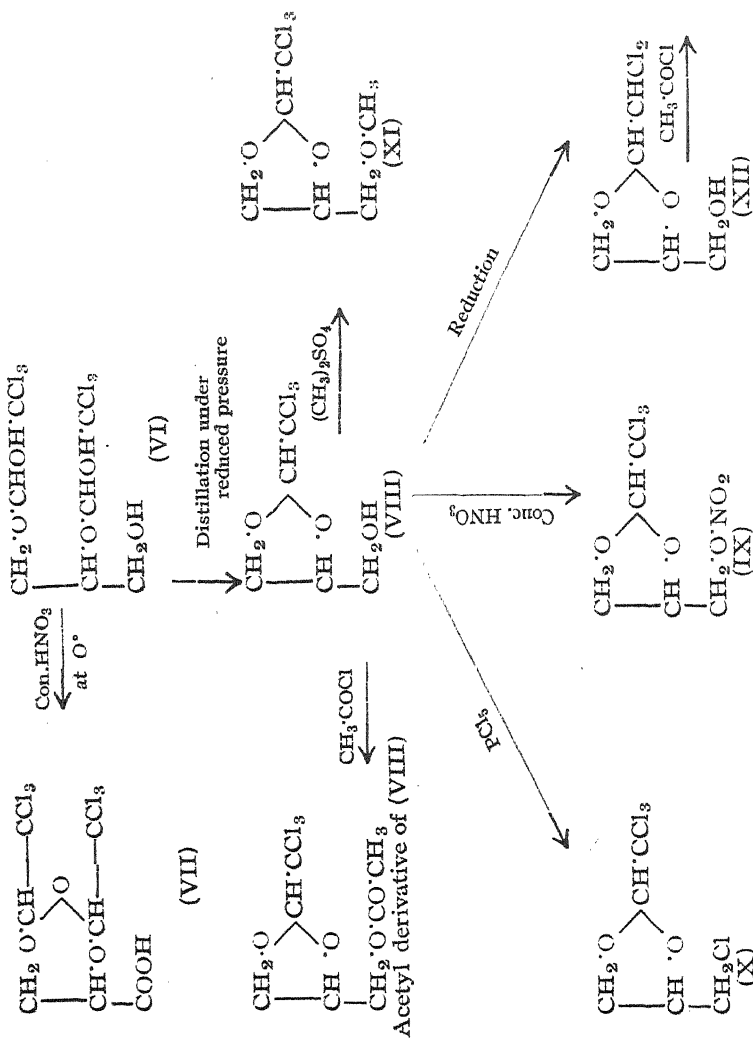 CH₂·O·CHOH·CCl₃
CH·O·CHOH·CCl₃
CH₂OH
(VI)
Con.HNO₃
at O°
CH₂ O·CH—CCl₃
O
CH·O·CH—CCl₃
COOH
(VII)
Distillation under
reduced pressure
CH₂·O
CH·CCl₃
CH·O·
CH₂·O·CO·CH₃
Acetyl derivative of (VIII)
CH₃·COCl
CH₂·O
CH·CCl₃
CH·O·
CH₂OH
(VIII)
(CH₃)₂SO₄
CH₂·O
CH·CCl₃
CH·O·
CH₂·O·CH₃
(XI)
PCl₅
Conc. HNO₃
Reduction
CH₂·O
CH·CCl₃
CH O·
CH₂Cl
(X)
CH₂·O
CH·CCl₃
CH O·
CH₂·O·NO₂
(IX)
CH₂·O
CH·CHCl₂
CH· O
CH₂OH
(XII)
CH₃·COCl